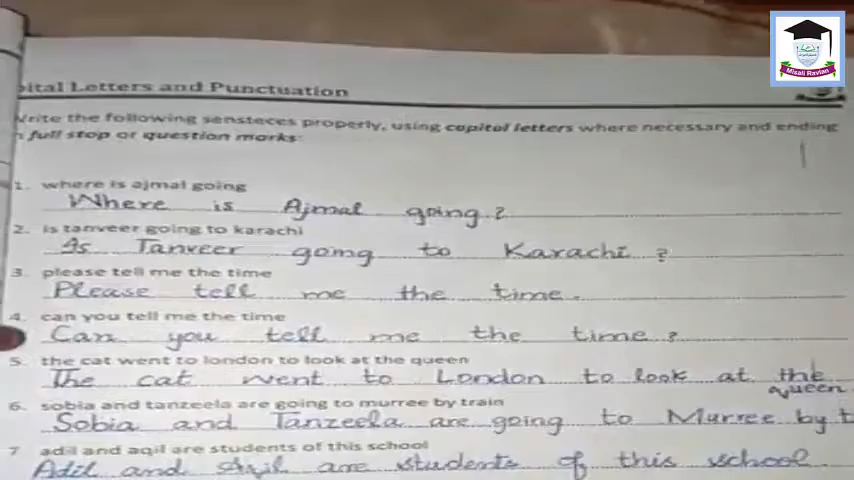 Misali Ravian
ital Letters and Punctuation
Write the following sensteces properly, using capital letters where necessary and ending
full stop or question marks:
1. where is ajmal going
Where is Ajmal going?
2. is tanveer going to karachi
Is Tanveer going to Karachi?
3. please tell me the time
Please tell me the time.
4. can you tell me the time
Can you tell me the time?
5. the cat went to london to look at the queen
The cat went to London to look at the
queen
6. sobia and tanzeela are going to murree by train
Sobia and Tanzeela are going to Murree by t
7 adil and aqil are students of this school
Adil and Aqil are students of this school